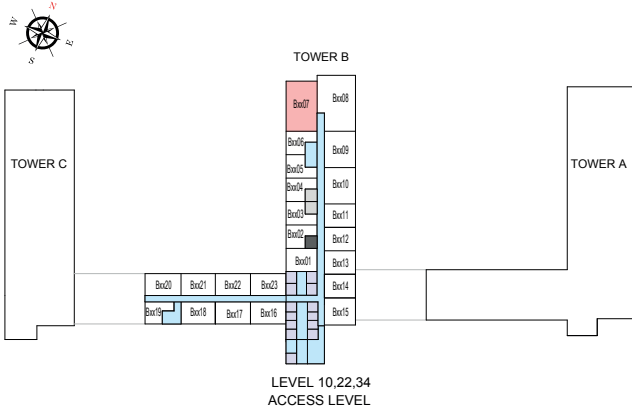 N
W
E
S
TOWER B
Bxx07
Bxx08
Bxx06
Bxx09
Bxx05
Bxx04
Bxx10
Bxx03
Bxx11
Bxx02
Bxx12
Bxx01
Bxx13
TOWER C
TOWER A
Bxx20 Bxx21 Bxx22 Bxx23
Bxx14
Bxx19 Bxx18 Bxx17 Bxx16
Bxx15
LEVEL 10,22,34
ACCESS LEVEL